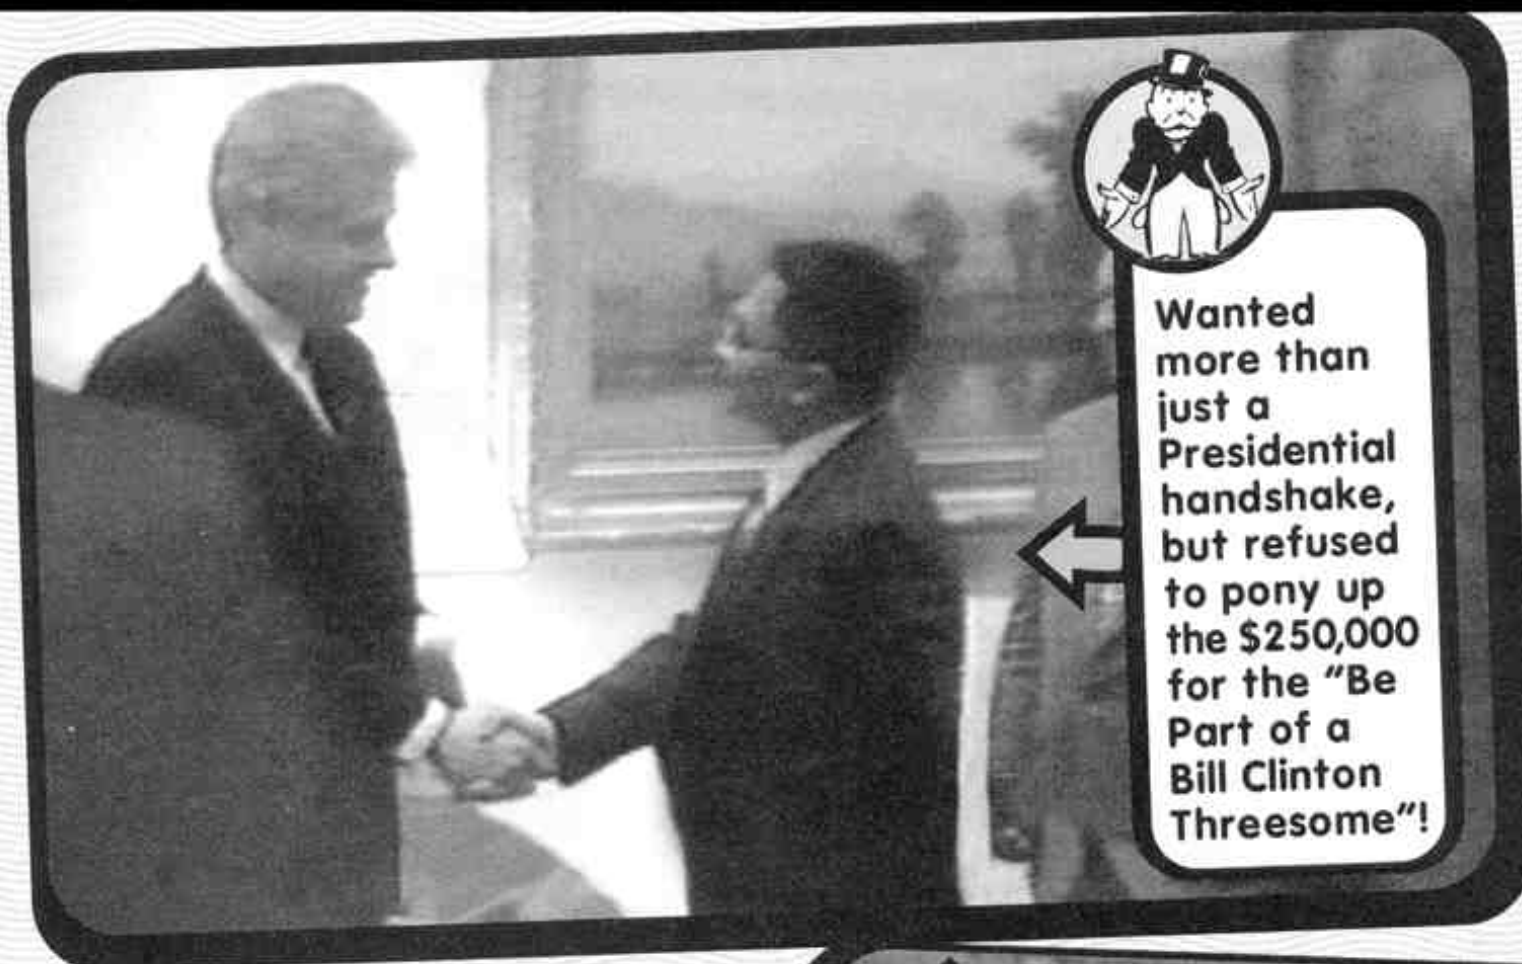 Wanted
more than
just a
Presidential
handshake,
but refused
to pony up
the $250,000
for the "Be
Part of a
Bill Clinton
Threesome"!